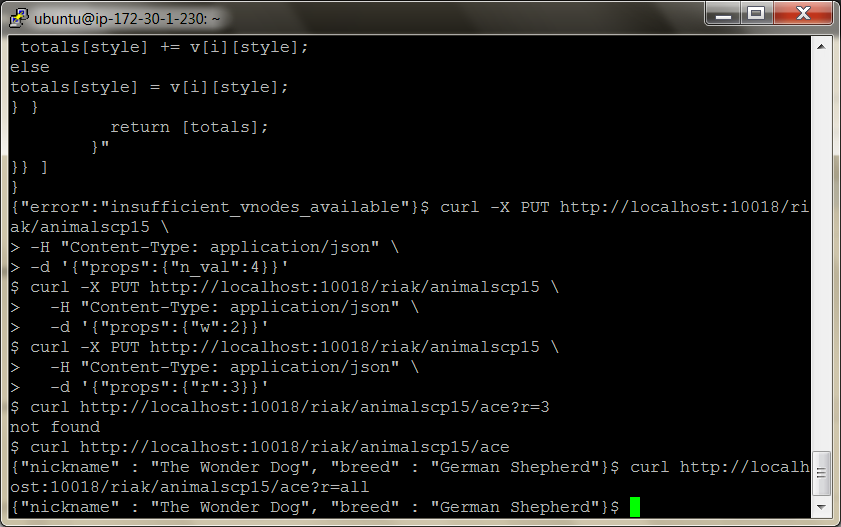 ubuntu@ip-172-30-1-230: ~
 totals[style] += v[i][style];
else
totals[style] = v[i][style];
} }
          return [totals];
        }"
}} ]
}
{"error":"insufficient_vnodes_available"}$ curl -X PUT http://localhost:10018/ri
ak/animalscp15 \
> -H "Content-Type: application/json" \
> -d '{"props":{"n_val":4}}'
$ curl -X PUT http://localhost:10018/riak/animalscp15 \
>   -H "Content-Type: application/json" \
>   -d '{"props":{"w":2}}'
$ curl -X PUT http://localhost:10018/riak/animalscp15 \
>   -H "Content-Type: application/json" \
>   -d '{"props":{"r":3}}'
$ curl http://localhost:10018/riak/animalscp15/ace?r=3
not found
$ curl http://localhost:10018/riak/animalscp15/ace
{"nickname" : "The Wonder Dog", "breed" : "German Shepherd"}$ curl http://localh
ost:10018/riak/animalscp15/ace?r=all
{"nickname" : "The Wonder Dog", "breed" : "German Shepherd"}$